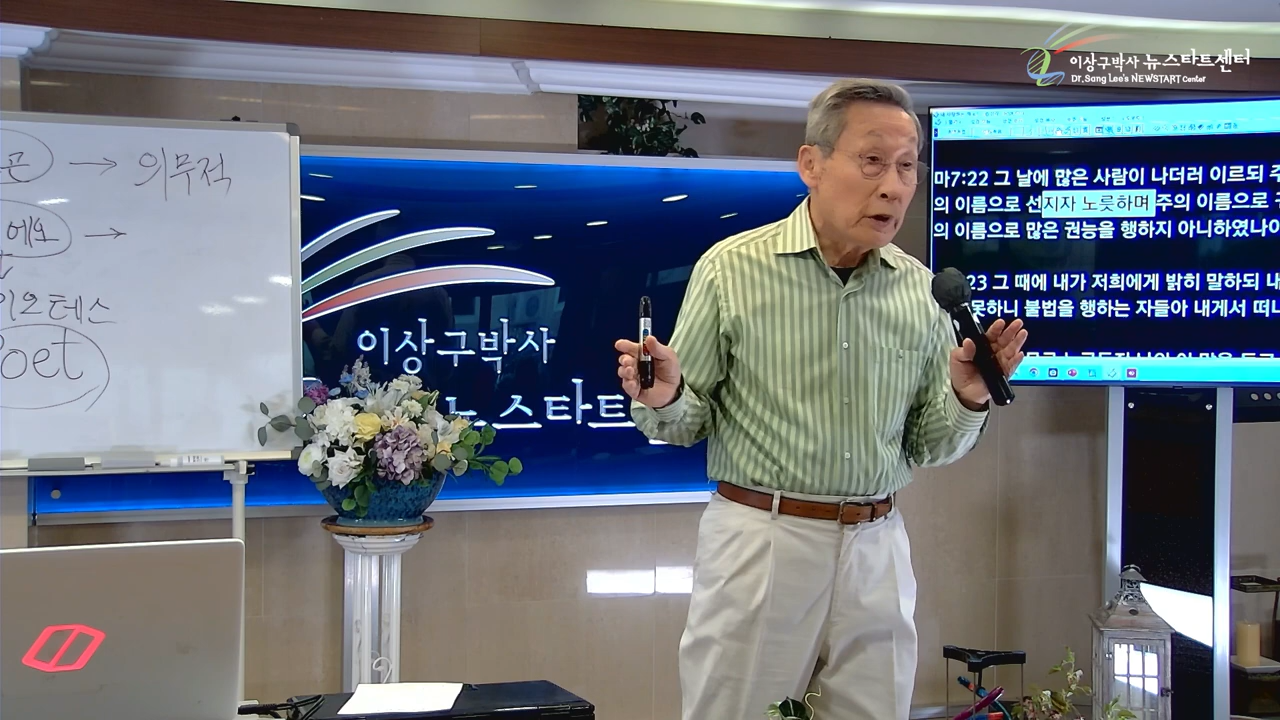 이상구박사 뉴스타트센터
Dr. Sang Lee's NEWSTART Center
곤 → 의무적
에오 →
이오테스
Poet
이상구박사
뉴스타트
마7:22 그 날에 많은 사람이 나더러 이르되 주
의 이름으로 선지자 노릇하며 주의 이름으로
의 이름으로 많은 권능을 행하지 아니하였나이
23 그 때에 내가 저희에게 밝히 말하되 내
못하니 불법을 행하는 자들아 내게서 떠나